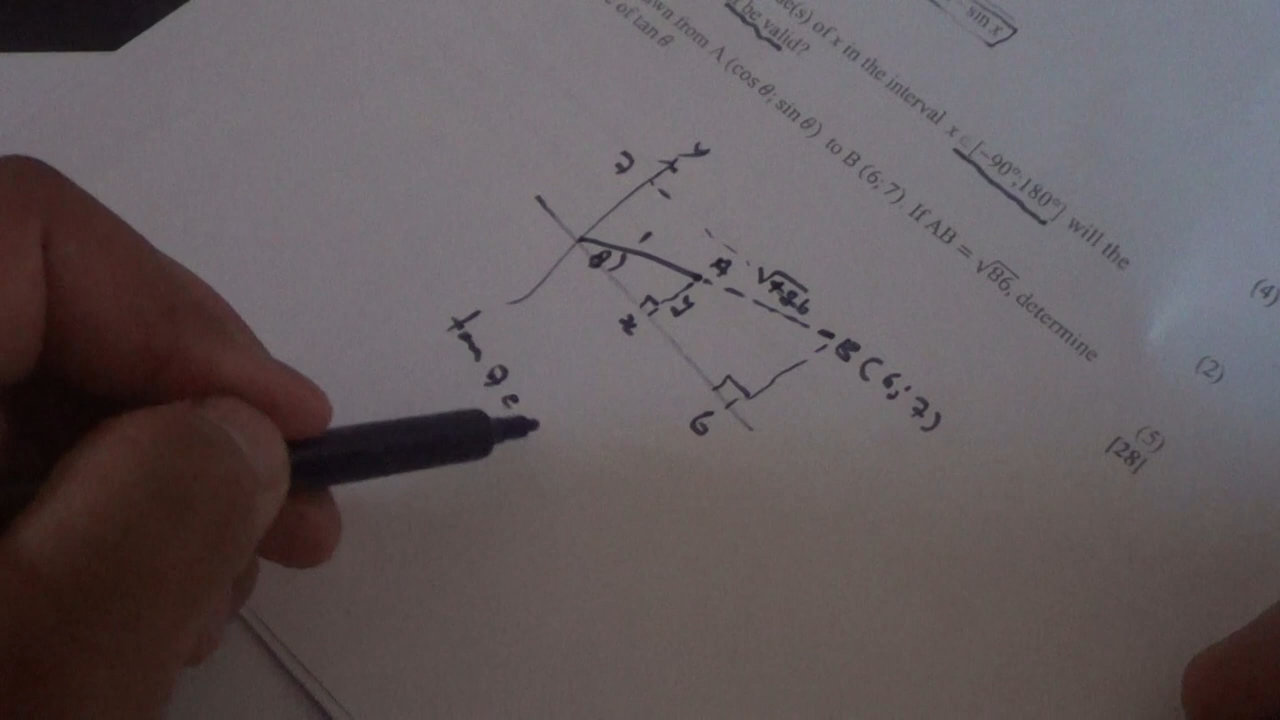 sin x
of x in the interval x ∈ [−90°;180°] will the
be valid?
(4)
from A (cos θ; sin θ) to B (6; 7). If AB = √86, determine
(2)
of tan θ
(5)
[28]
y
7
1
θ
A
√86
y
x
B (6; 7)
6
tan θ =